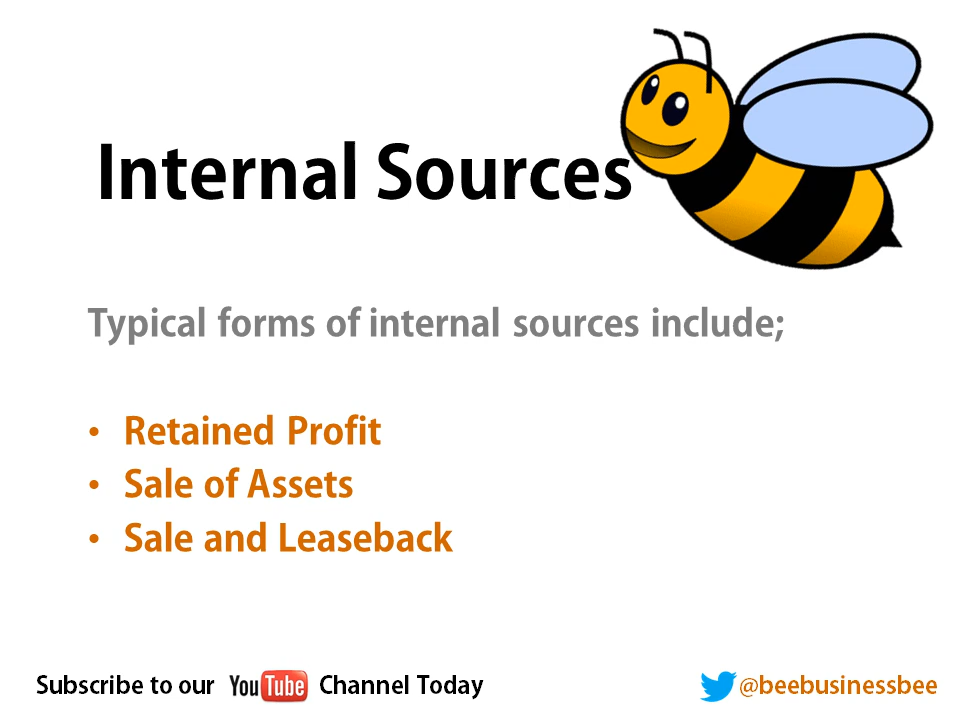 Internal Sources
Typical forms of internal sources include;
• Retained Profit
• Sale of Assets
• Sale and Leaseback
Subscribe to our YouTube Channel Today
@beebusinessbee